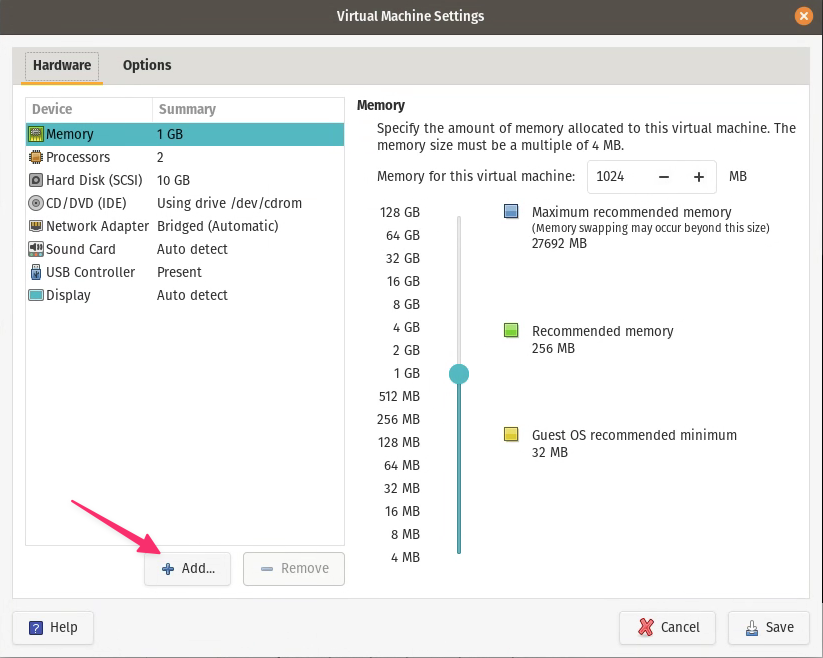 Virtual Machine Settings
Hardware Options
Device Summary
Memory 1 GB
Processors 2
Hard Disk (SCSI) 10 GB
CD/DVD (IDE) Using drive /dev/cdrom
Network Adapter Bridged (Automatic)
Sound Card Auto detect
USB Controller Present
Display Auto detect
Add...
Remove
Memory
Specify the amount of memory allocated to this virtual machine. The
memory size must be a multiple of 4 MB.
Memory for this virtual machine: 1024 − + MB
128 GB
64 GB
32 GB
16 GB
8 GB
4 GB
2 GB
1 GB
512 MB
256 MB
128 MB
64 MB
32 MB
16 MB
8 MB
4 MB
Maximum recommended memory
(Memory swapping may occur beyond this size)
27692 MB
Recommended memory
256 MB
Guest OS recommended minimum
32 MB
? Help
Cancel
Save